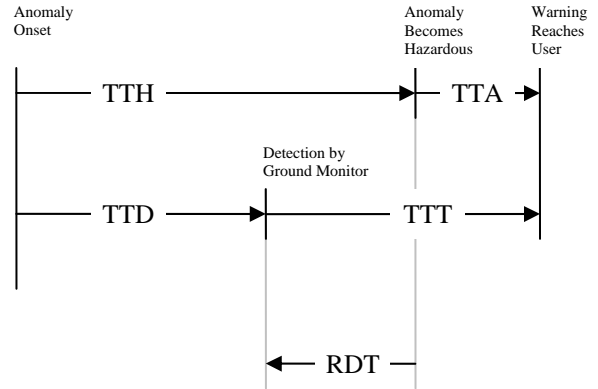 Anomaly
Onset
Anomaly
Becomes
Hazardous
Warning
Reaches
User
TTH
TTA
Detection by
Ground Monitor
TTD
TTT
RDT